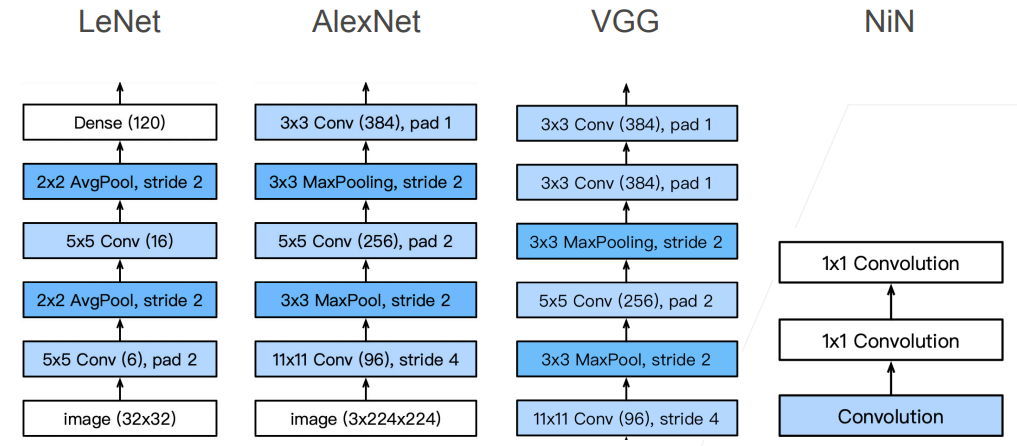 LeNet
Dense (120)
2x2 AvgPool, stride 2
5x5 Conv (16)
2x2 AvgPool, stride 2
5x5 Conv (6), pad 2
image (32x32)
AlexNet
3x3 Conv (384), pad 1
3x3 MaxPooling, stride 2
5x5 Conv (256), pad 2
3x3 MaxPool, stride 2
11x11 Conv (96), stride 4
image (3x224x224)
VGG
3x3 Conv (384), pad 1
3x3 Conv (384), pad 1
3x3 MaxPooling, stride 2
5x5 Conv (256), pad 2
3x3 MaxPool, stride 2
11x11 Conv (96), stride 4
NiN
1x1 Convolution
1x1 Convolution
Convolution